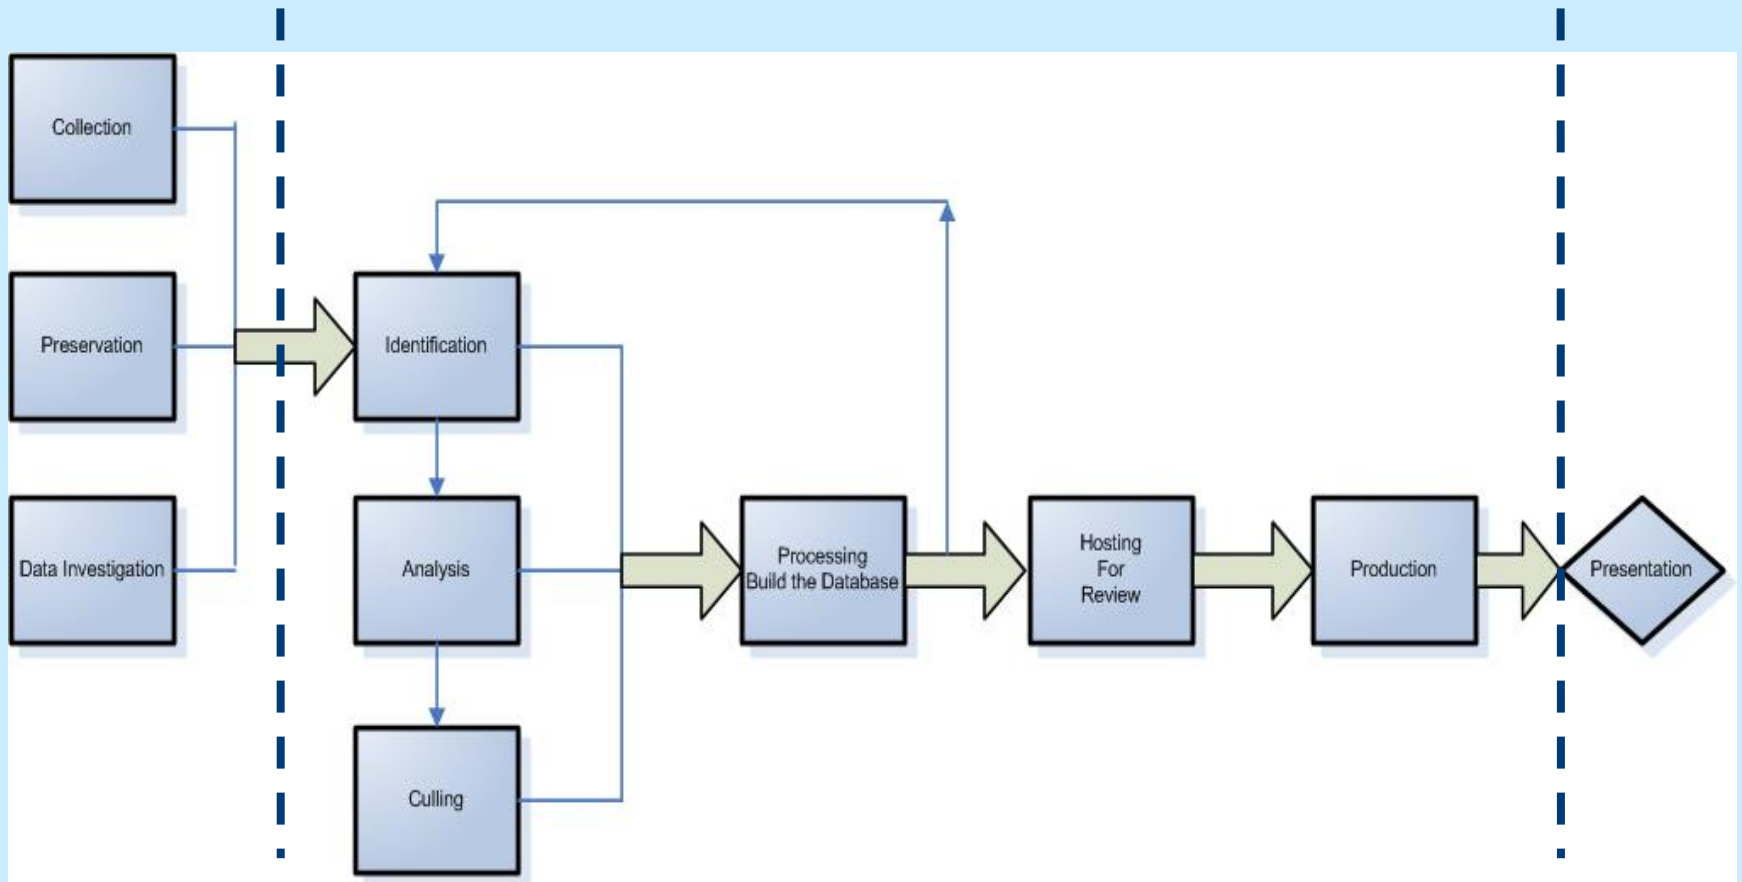 Collection
Preservation
Data Investigation
Identification
Analysis
Culling
Processing
Build the Database
Hosting
For
Review
Production
Presentation